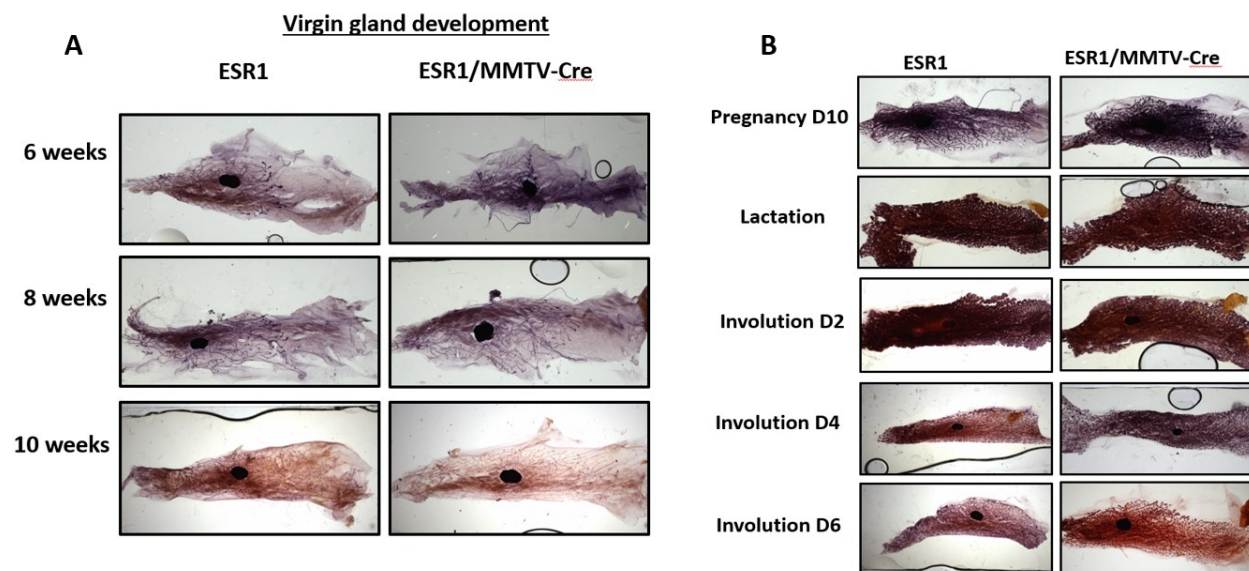 Virgin gland development
A
ESR1
ESR1/MMTV-Cre
6 weeks
8 weeks
10 weeks
B
ESR1
ESR1/MMTV-Cre
Pregnancy D10
Lactation
Involution D2
Involution D4
Involution D6